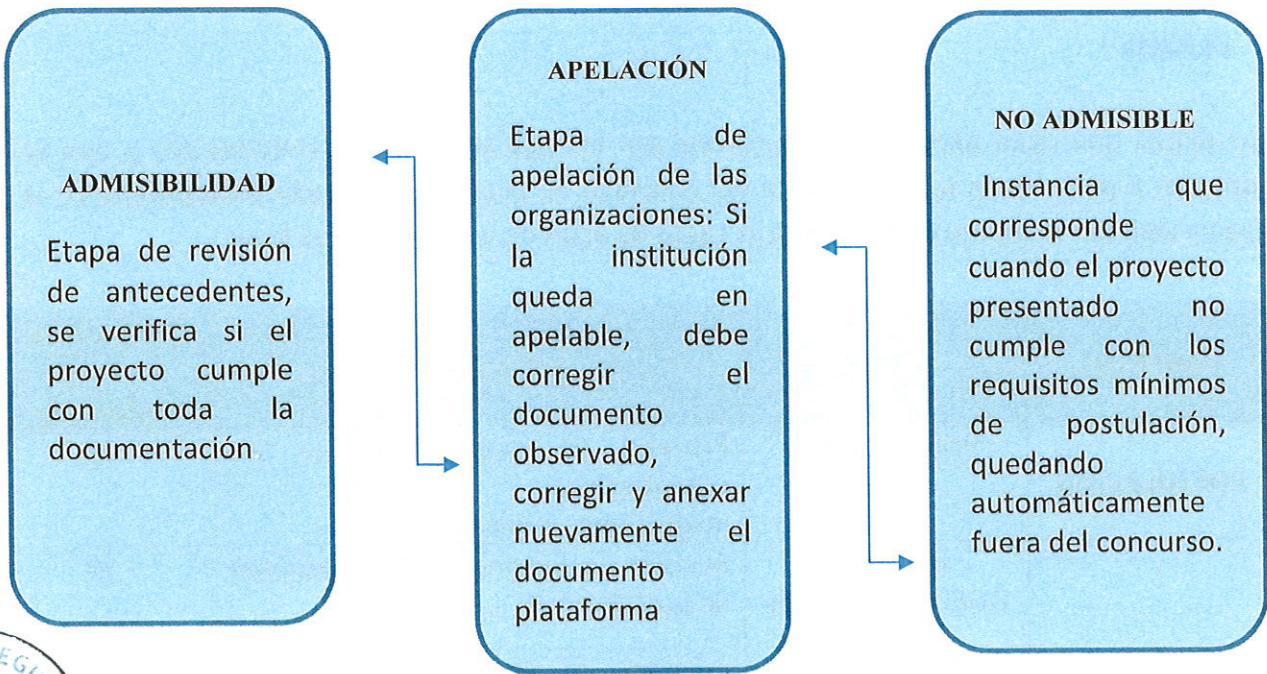 ADMISIBILIDAD
Etapa de revisión
de antecedentes,
se verifica si el
proyecto cumple
con toda la
documentación.
APELACIÓN
Etapa de
apelación de las
organizaciones: Si
la institución
queda en
apelable, debe
corregir el
documento
observado,
corregir y anexar
nuevamente el
documento
plataforma
NO ADMISIBLE
Instancia que
corresponde
cuando el proyecto
presentado no
cumple con los
requisitos mínimos
de postulación,
quedando
automáticamente
fuera del concurso.